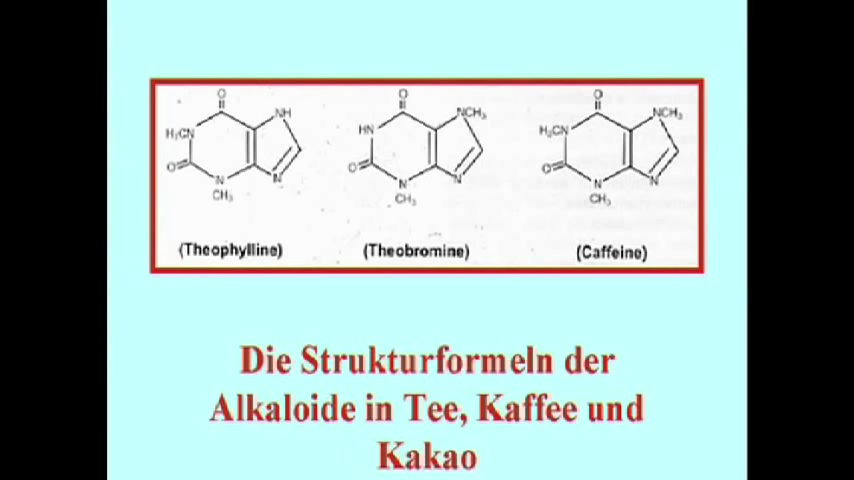 O O O
NH NCH3 NCH3
H3CN HN H3CN
O O O
N N N N N N
CH3 CH3 CH3
(Theophylline) (Theobromine) (Caffeine)
Die Strukturformeln der
Alkaloide in Tee, Kaffee und
Kakao